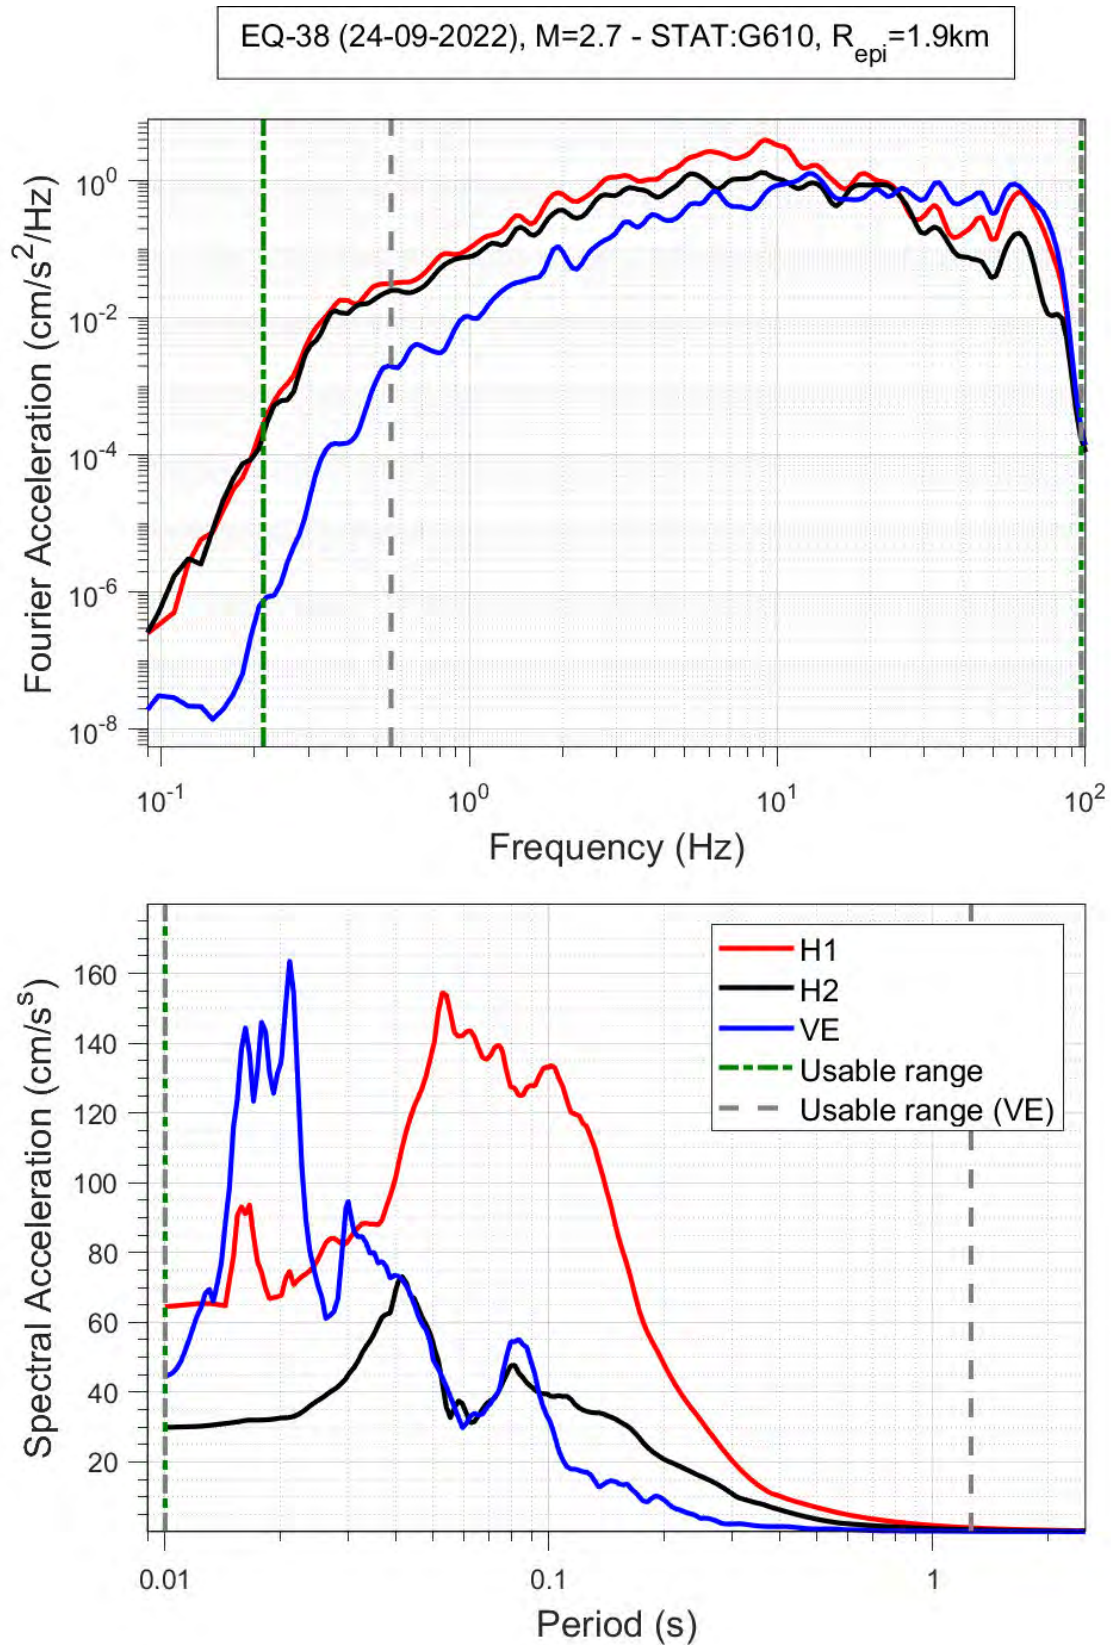 EQ-38 (24-09-2022), M=2.7 - STAT:G610, R_epi=1.9km
Fourier Acceleration (cm/s^2/Hz)
10^0
10^-2
10^-4
10^-6
10^-8
10^-1 10^0 10^1 10^2
Frequency (Hz)
Spectral Acceleration (cm/s^s)
160
140
120
100
80
60
40
20
H1
H2
VE
Usable range
Usable range (VE)
0.01 0.1 1
Period (s)